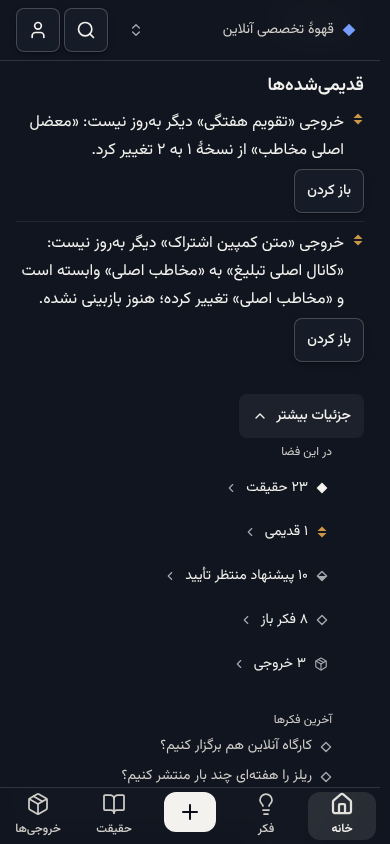 قهوهٔ تخصصی آنلاین
قدیمی‌شده‌ها
خروجی «تقویم هفتگی» دیگر به‌روز نیست: «معضل
اصلی مخاطب» از نسخهٔ ۱ به ۲ تغییر کرد.
باز کردن
خروجی «متن کمپین اشتراک» دیگر به‌روز نیست:
«کانال اصلی تبلیغ» به «مخاطب اصلی» وابسته است
و «مخاطب اصلی» تغییر کرده؛ هنوز بازبینی نشده.
باز کردن
جزئیات بیشتر
در این فضا
۲۳ حقیقت
۱ قدیمی
۱۰ پیشنهاد منتظر تأیید
۸ فکر باز
۳ خروجی
آخرین فکرها
کارگاه آنلاین هم برگزار کنیم؟
ریلز را هفته‌ای چند بار منتشر کنیم؟
خانه
فکر
حقیقت
خروجی‌ها